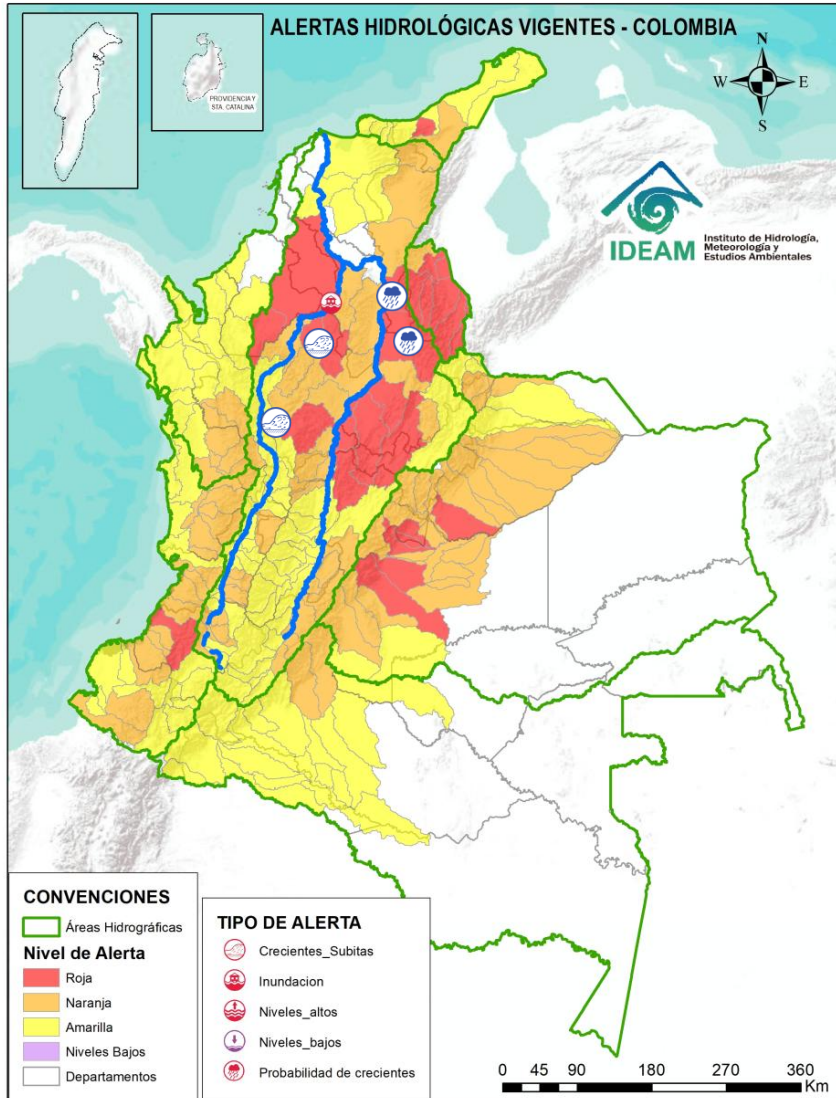 ALERTAS HIDROLÓGICAS VIGENTES - COLOMBIA
PROVIDENCIA Y
STA. CATALINA
N
W
E
S
IDEAM
Instituto de Hidrología,
Meteorología y
Estudios Ambientales
CONVENCIONES
Áreas Hidrográficas
Nivel de Alerta
Roja
Naranja
Amarilla
Niveles Bajos
Departamentos
TIPO DE ALERTA
Crecientes_Subitas
Inundacion
Niveles_altos
Niveles_bajos
Probabilidad de crecientes
0 45 90 180 270 360
Km